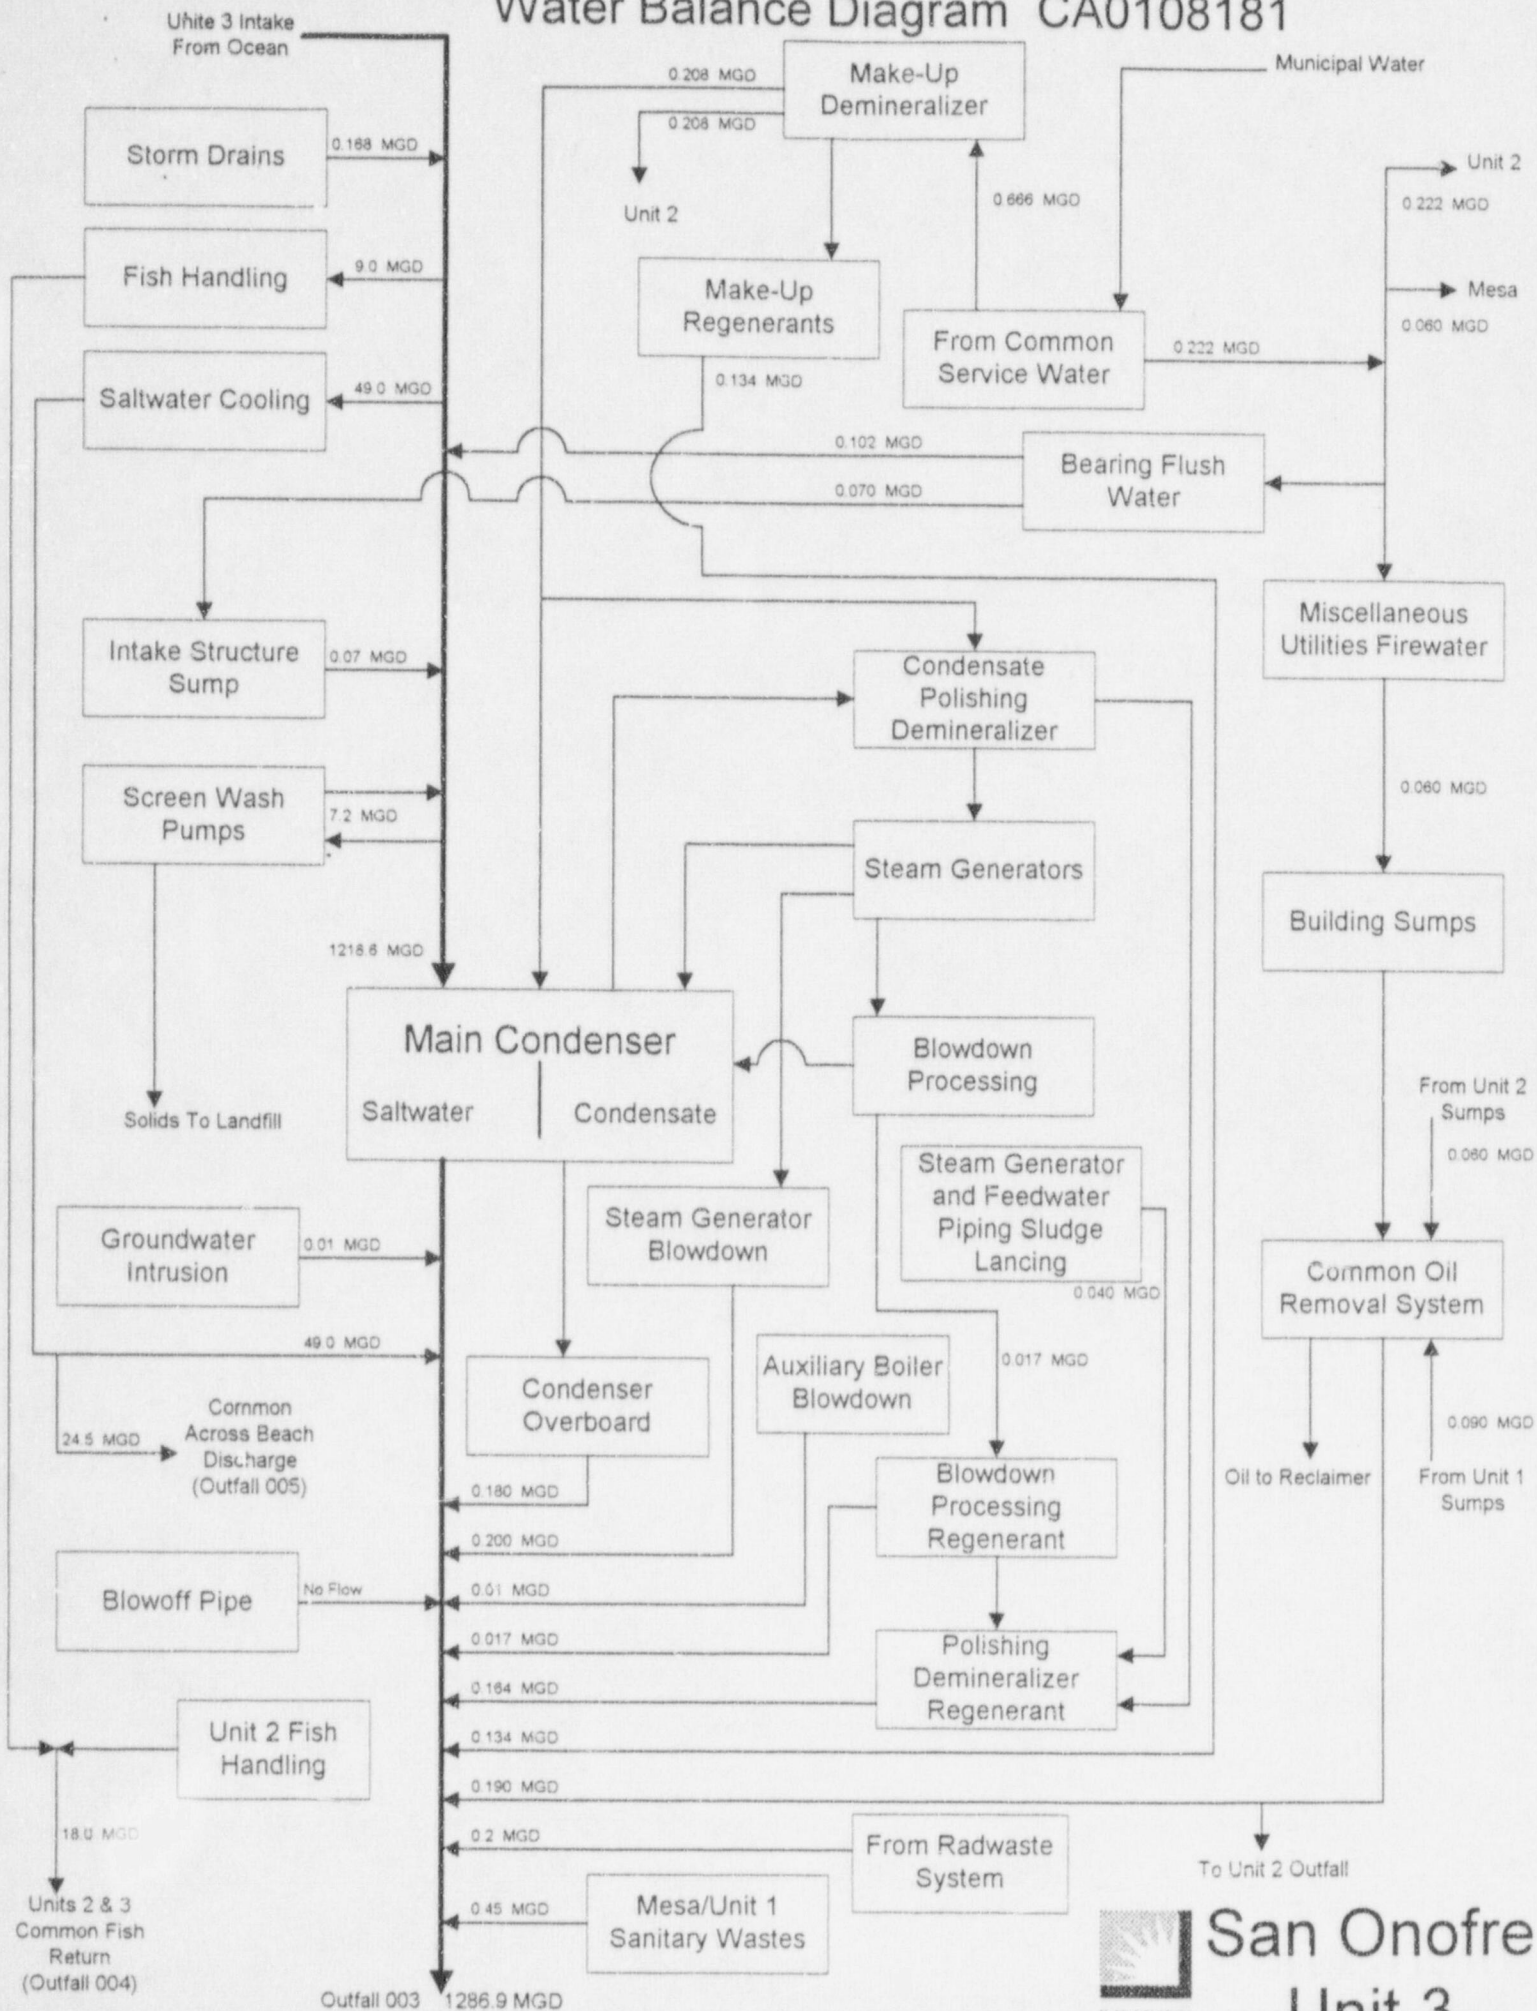 Water Balance Diagram CA0108181
Unite 3 Intake
From Ocean
0.208 MGD
Make-Up
Demineralizer
Municipal Water
0.208 MGD
Storm Drains
0.168 MGD
Unit 2
0.666 MGD
Unit 2
0.222 MGD
Fish Handling
9.0 MGD
Make-Up
Regenerants
Mesa
0.060 MGD
From Common
Service Water
0.222 MGD
0.134 MGD
Saltwater Cooling
49.0 MGD
0.102 MGD
Bearing Flush
Water
0.070 MGD
Intake Structure
Sump
0.07 MGD
Condensate
Polishing
Demineralizer
Miscellaneous
Utilities Firewater
0.060 MGD
Screen Wash
Pumps
7.2 MGD
Steam Generators
Building Sumps
1218.6 MGD
Main Condenser
Saltwater
Condensate
Blowdown
Processing
Solids To Landfill
From Unit 2
Sumps
0.060 MGD
Steam Generator
and Feedwater
Piping Sludge
Lancing
0.040 MGD
Steam Generator
Blowdown
Groundwater
Intrusion
0.01 MGD
Common Oil
Removal System
49.0 MGD
Auxiliary Boiler
Blowdown
0.017 MGD
Condenser
Overboard
Common
Across Beach
Discharge
(Outfall 005)
24.5 MGD
0.090 MGD
Oil to Reclaimer
From Unit 1
Sumps
Blowdown
Processing
Regenerant
0.180 MGD
0.200 MGD
Blowoff Pipe
No Flow
0.01 MGD
0.017 MGD
Polishing
Demineralizer
Regenerant
0.164 MGD
Unit 2 Fish
Handling
0.134 MGD
0.190 MGD
18.0 MGD
0.2 MGD
From Radwaste
System
To Unit 2 Outfall
Units 2 & 3
Common Fish
Return
(Outfall 004)
0.45 MGD
Mesa/Unit 1
Sanitary Wastes
Outfall 003 1286.9 MGD
San Onofre
Unit 3